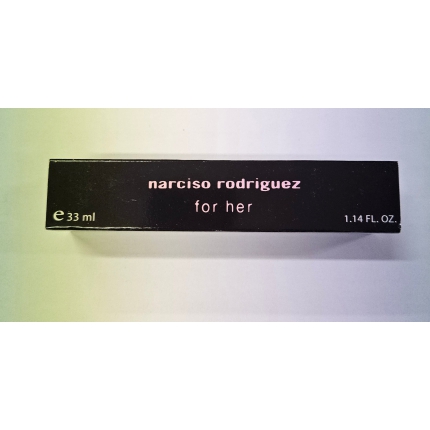 narciso rodriguez
for her
℮ 33 ml
1.14 FL. OZ.